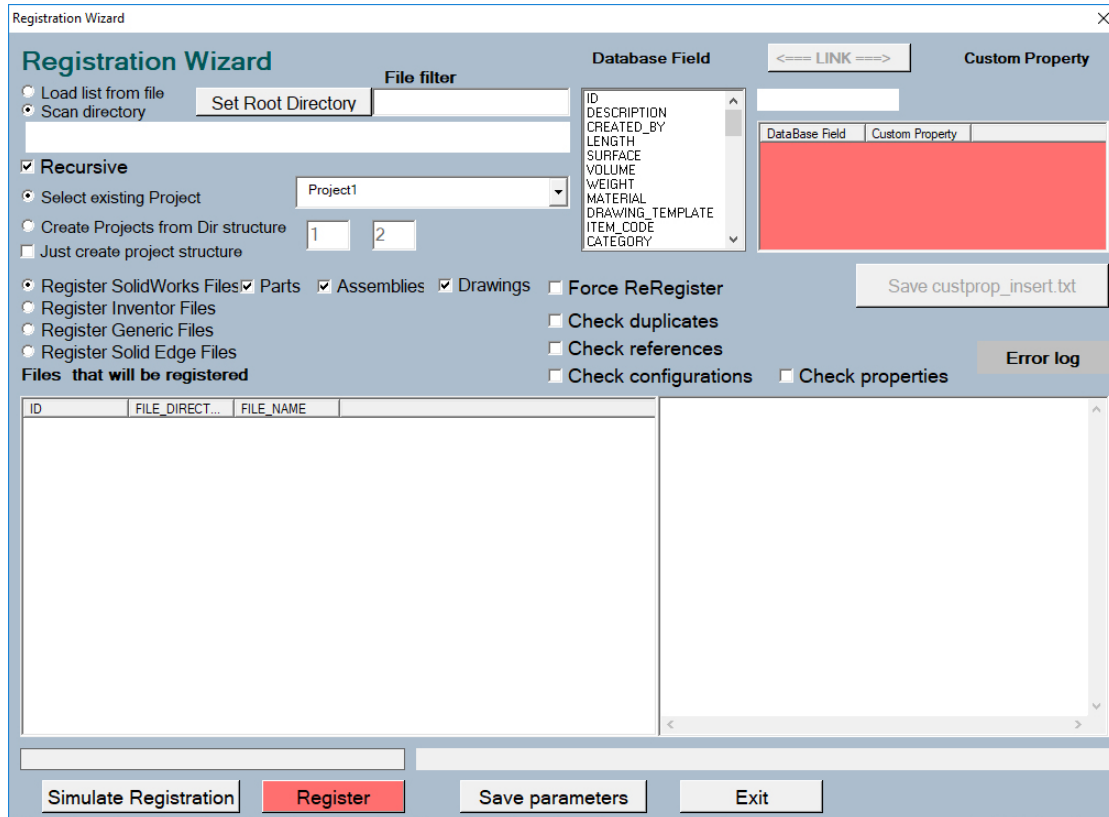 Registration Wizard
Registration Wizard
Database Field
<=== LINK ===>
Custom Property
File filter
Load list from file
Scan directory
Set Root Directory
ID
DESCRIPTION
CREATED_BY
LENGTH
SURFACE
VOLUME
WEIGHT
MATERIAL
DRAWING_TEMPLATE
ITEM_CODE
CATEGORY
DataBase Field Custom Property
Recursive
Select existing Project
Project1
Create Projects from Dir structure
1 2
Just create project structure
Register SolidWorks Files Parts Assemblies Drawings
Register Inventor Files
Register Generic Files
Register Solid Edge Files
Force ReRegister
Check duplicates
Check references
Check configurations Check properties
Save custprop_insert.txt
Error log
Files that will be registered
ID FILE_DIRECT... FILE_NAME
Simulate Registration Register Save parameters Exit